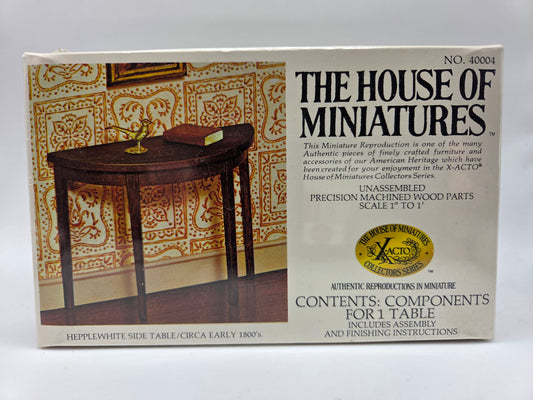 NO. 40004
THE HOUSE OF
MINIATURES™
This Miniature Reproduction is one of the many
Authentic pieces of finely crafted furniture and
accessories of our American Heritage which have
been created for your enjoyment in the X-ACTO®
House of Miniatures Collectors Series.
UNASSEMBLED
PRECISION MACHINED WOOD PARTS
SCALE 1" TO 1'
THE HOUSE OF MINIATURES
X-ACTO
COLLECTORS SERIES
™
AUTHENTIC REPRODUCTIONS IN MINIATURE
CONTENTS: COMPONENTS
FOR 1 TABLE
INCLUDES ASSEMBLY
AND FINISHING INSTRUCTIONS
HEPPLEWHITE SIDE TABLE/CIRCA EARLY 1800's.